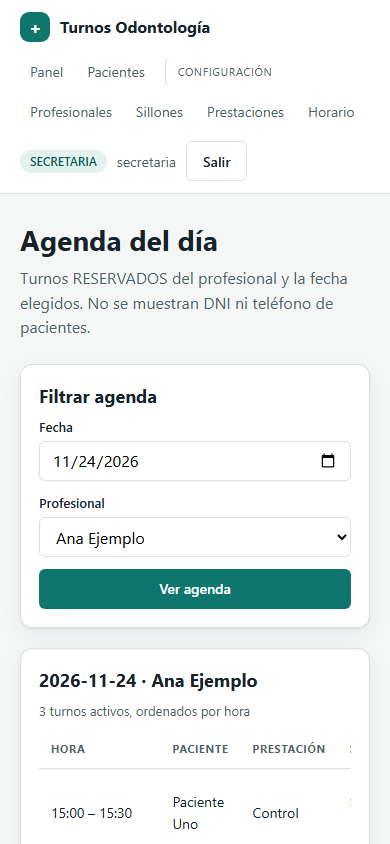 + Turnos Odontología
Panel Pacientes CONFIGURACIÓN
Profesionales Sillones Prestaciones Horario
SECRETARIA secretaria Salir
Agenda del día
Turnos RESERVADOS del profesional y la fecha
elegidos. No se muestran DNI ni teléfono de
pacientes.
Filtrar agenda
Fecha
11/24/2026
Profesional
Ana Ejemplo
Ver agenda
2026-11-24 · Ana Ejemplo
3 turnos activos, ordenados por hora
HORA PACIENTE PRESTACIÓN
15:00 – 15:30 Paciente Uno Control